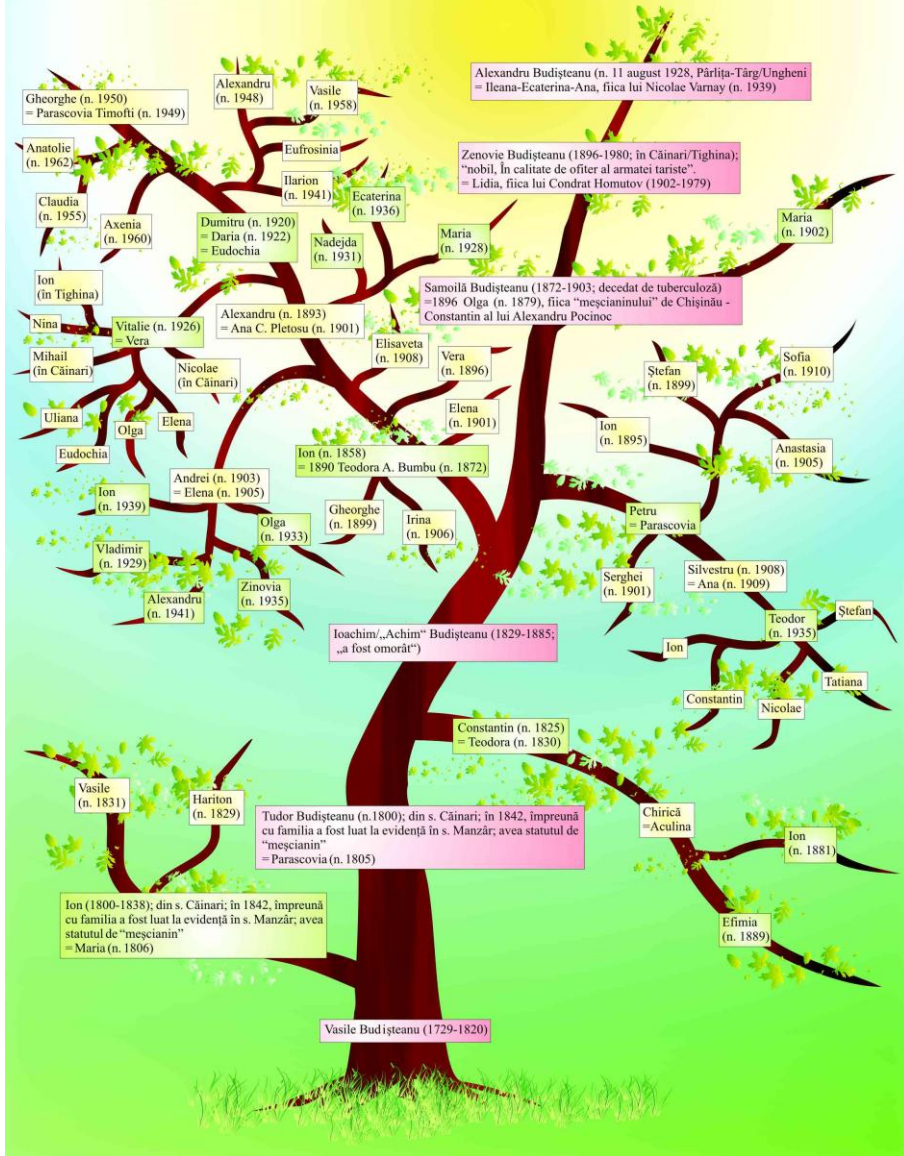 Alexandru Budișteanu (n. 11 august 1928, Pârlița-Târg/Ungheni)
= Ileana-Ecaterina-Ana, fiica lui Nicolae Varnay (n. 1939)
Alexandru
(n. 1948)
Vasile
(n. 1958)
Gheorghe (n. 1950)
= Parascovia Timofti (n. 1949)
Anatolie
(n. 1962)
Eufrosinia
Zenovie Budișteanu (1896-1980; în Căinari/Tighina);
“nobil, În calitate de ofiter al armatei tariste”.
= Lidia, fiica lui Condrat Homutov (1902-1979)
Claudia
(n. 1955)
Axenia
(n. 1960)
Ilarion
(n. 1941)
Ecaterina
(n. 1936)
Dumitru (n. 1920)
= Daria (n. 1922)
= Eudochia
Nadejda
(n. 1931)
Maria
(n. 1928)
Maria
(n. 1902)
Ion
(în Tighina)
Samoilă Budișteanu (1872-1903; decedat de tuberculoză)
=1896 Olga (n. 1879), fiica “meșcianinului” de Chișinău -
Constantin al lui Alexandru Pocinoc
Nina
Vitalie (n. 1926)
= Vera
Alexandru (n. 1893)
= Ana C. Pletosu (n. 1901)
Mihail
(în Căinari)
Nicolae
(în Căinari)
Elisaveta
(n. 1908)
Vera
(n. 1896)
Ștefan
(n. 1899)
Sofia
(n. 1910)
Uliana
Olga
Elena
Eudochia
Elena
(n. 1901)
Ion
(n. 1895)
Anastasia
(n. 1905)
Ion (n. 1858)
= 1890 Teodora A. Bumbu (n. 1872)
Andrei (n. 1903)
= Elena (n. 1905)
Ion
(n. 1939)
Gheorghe
(n. 1899)
Irina
(n. 1906)
Olga
(n. 1933)
Petru
= Parascovia
Vladimir
(n. 1929)
Alexandru
(n. 1941)
Zinovia
(n. 1935)
Serghei
(n. 1901)
Silvestru (n. 1908)
= Ana (n. 1909)
Teodor
(n. 1935)
Ștefan
Ioachim/„Achim“ Budișteanu (1829-1885;
„a fost omorât“)
Ion
Tatiana
Constantin
Nicolae
Constantin (n. 1825)
= Teodora (n. 1830)
Vasile
(n. 1831)
Hariton
(n. 1829)
Tudor Budișteanu (n.1800); din s. Căinari; în 1842, împreună
cu familia a fost luat la evidență în s. Manzâr; avea statutul de
“meșcianin”
= Parascovia (n. 1805)
Chirică
=Aculina
Ion
(n. 1881)
Ion (1800-1838); din s. Căinari; în 1842, împreună
cu familia a fost luat la evidență în s. Manzâr; avea
statutul de “meșcianin”
= Maria (n. 1806)
Efimia
(n. 1889)
Vasile Budișteanu (1729-1820)